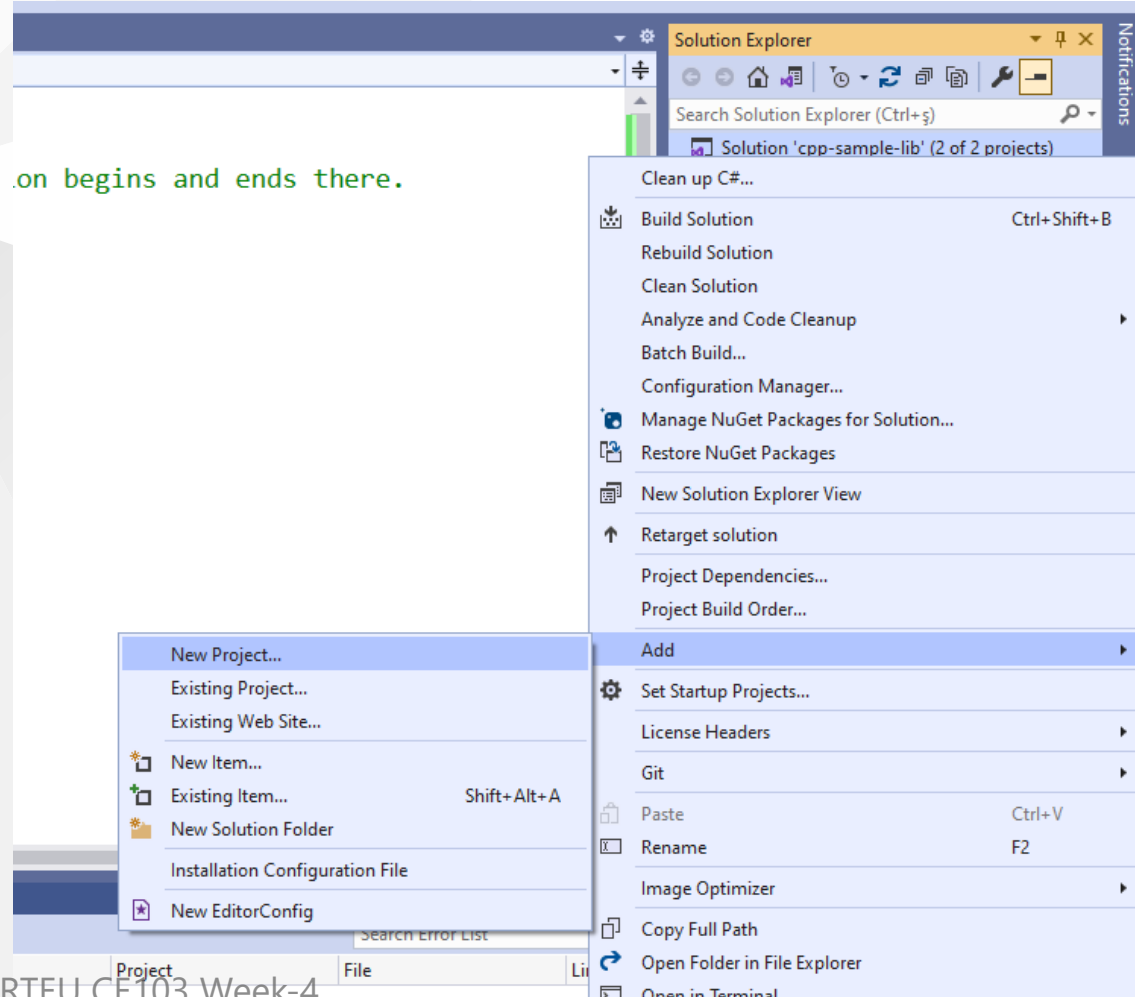 Solution Explorer
Notifications
Search Solution Explorer (Ctrl+ş)
Solution 'cpp-sample-lib' (2 of 2 projects)
on begins and ends there.
Clean up C#...
Build Solution Ctrl+Shift+B
Rebuild Solution
Clean Solution
Analyze and Code Cleanup
Batch Build...
Configuration Manager...
Manage NuGet Packages for Solution...
Restore NuGet Packages
New Solution Explorer View
Retarget solution
Project Dependencies...
Project Build Order...
Add
New Project...
Existing Project...
Existing Web Site...
New Item...
Existing Item... Shift+Alt+A
New Solution Folder
Installation Configuration File
New EditorConfig
Set Startup Projects...
License Headers
Git
Paste Ctrl+V
Rename F2
Image Optimizer
Copy Full Path
Open Folder in File Explorer
Open in Terminal
Search Error List
Project File Li
RTEU CE103 Week-4